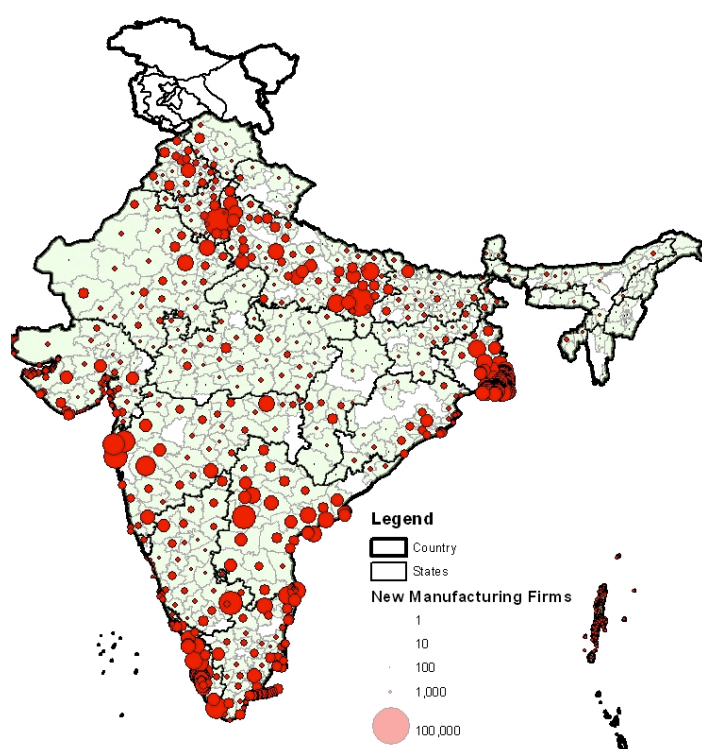 Legend
Country
States
New Manufacturing Firms
1
10
100
1,000
100,000